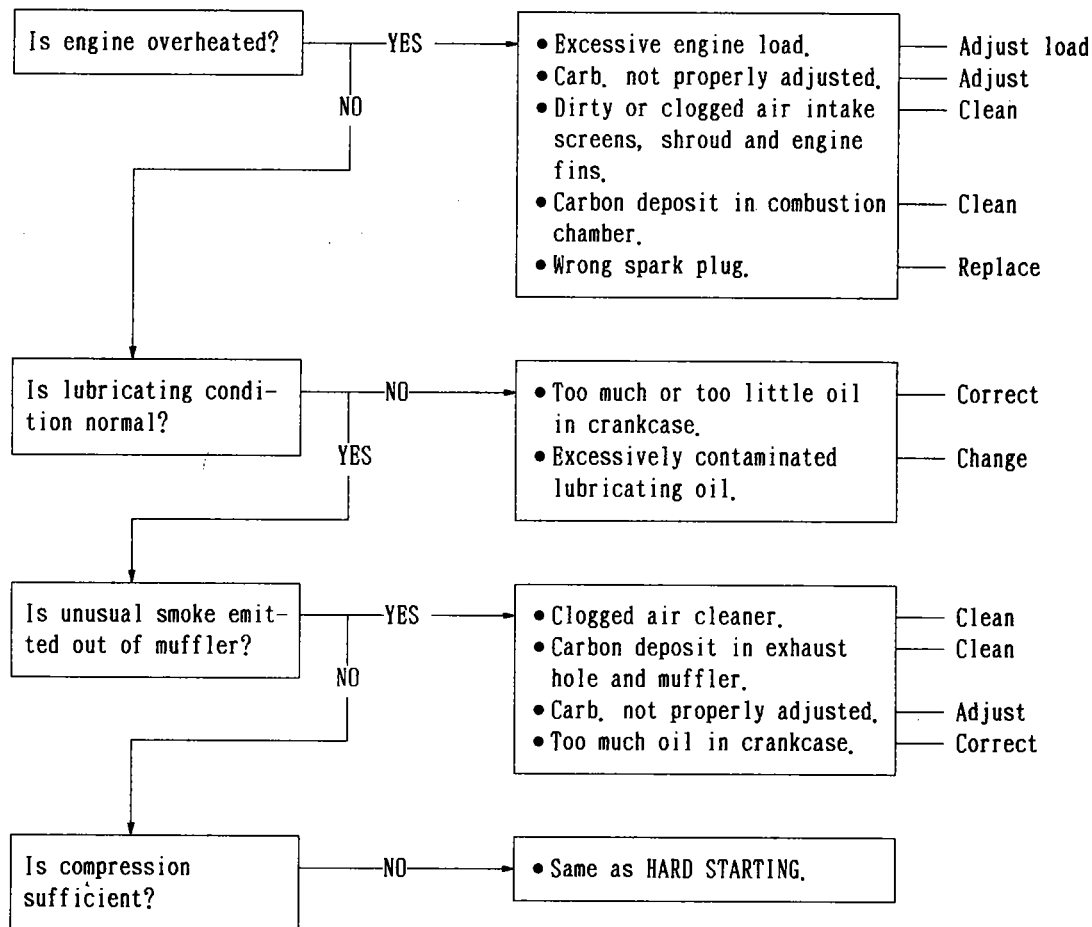 Is engine overheated?
YES
NO
● Excessive engine load.
Adjust load
● Carb. not properly adjusted.
Adjust
● Dirty or clogged air intake
Clean
screens, shroud and engine
fins.
● Carbon deposit in combustion
Clean
chamber.
● Wrong spark plug.
Replace
Is lubricating condi-
tion normal?
NO
YES
● Too much or too little oil
Correct
in crankcase.
● Excessively contaminated
Change
lubricating oil.
Is unusual smoke emit-
ted out of muffler?
YES
NO
● Clogged air cleaner.
Clean
● Carbon deposit in exhaust
Clean
hole and muffler.
● Carb. not properly adjusted.
Adjust
● Too much oil in crankcase.
Correct
Is compression
sufficient?
NO
● Same as HARD STARTING.